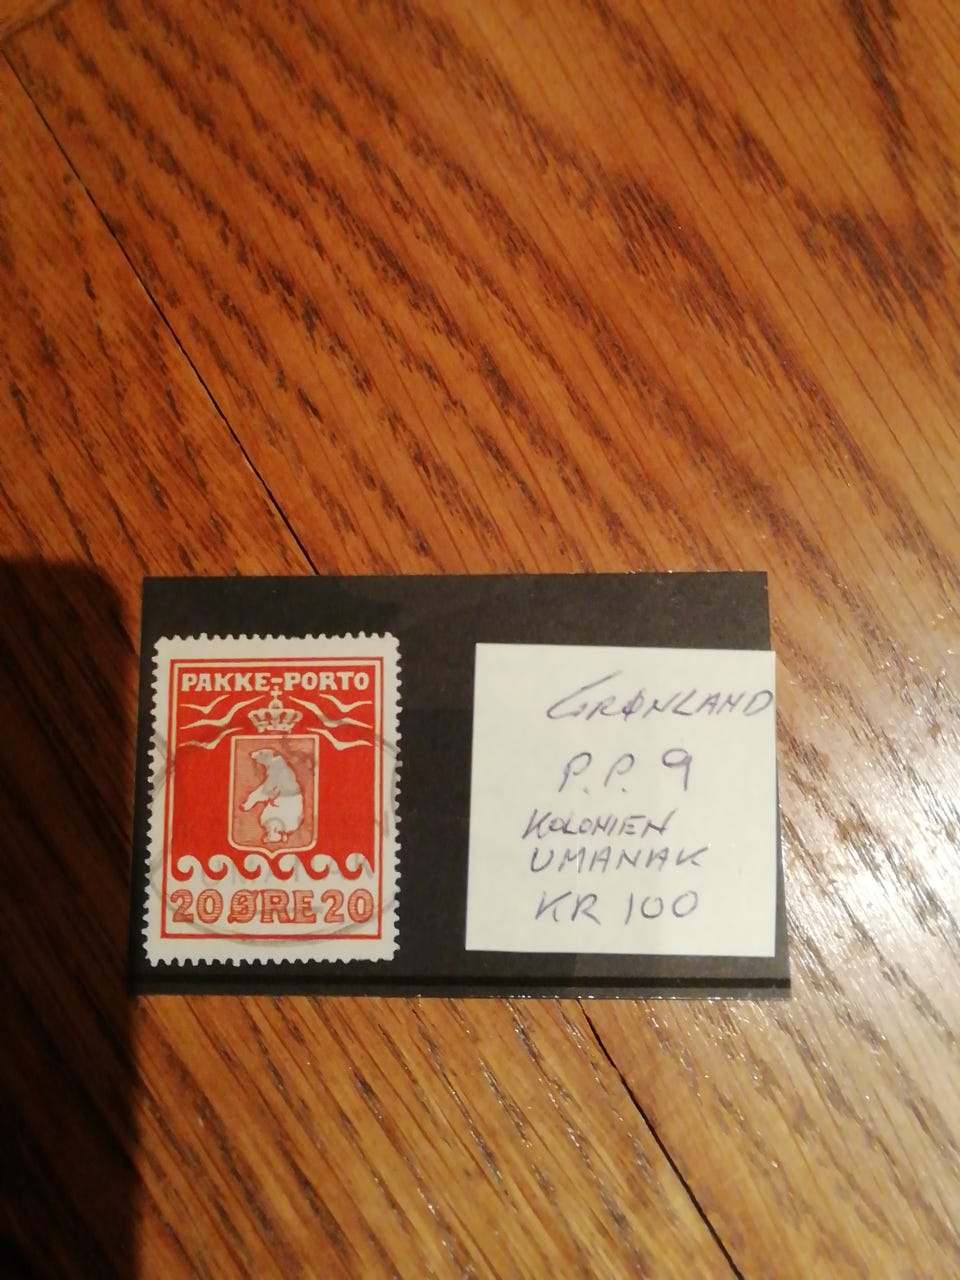 PAKKE-PORTO
20 ØRE 20
GRØNLAND
P.P. 9
KOLONIEN
UMANAK
KR 100